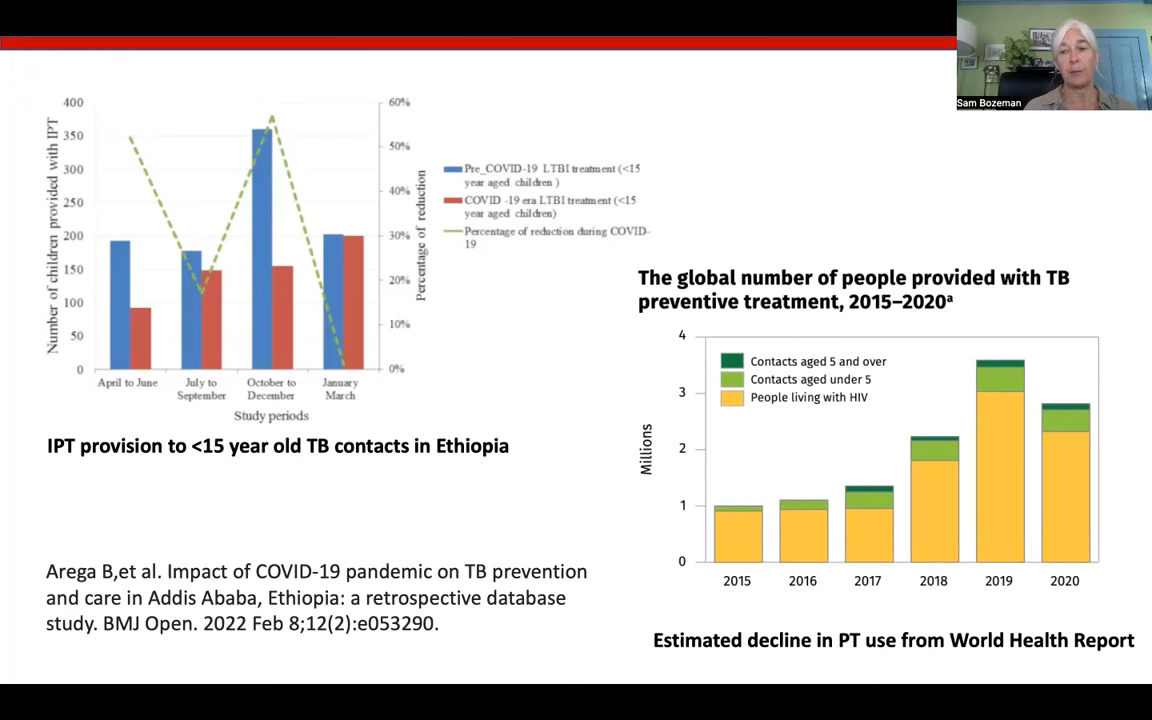 Sam Bozeman
400
350
300
250
200
150
100
50
0
Number of children provided with IPT
60%
50%
40%
30%
20%
10%
0%
Percentage of reduction
April to June
July to
September
October to
December
January
March
Study periods
Pre_COVID-19 LTBI treatment (<15
year aged children )
COVID -19 era LTBI treatment (<15
year aged children)
Percentage of reduction during COVID-
19
IPT provision to <15 year old TB contacts in Ethiopia
Arega B,et al. Impact of COVID-19 pandemic on TB prevention
and care in Addis Ababa, Ethiopia: a retrospective database
study. BMJ Open. 2022 Feb 8;12(2):e053290.
The global number of people provided with TB
preventive treatment, 2015–2020ᵃ
4
3
2
1
0
Millions
Contacts aged 5 and over
Contacts aged under 5
People living with HIV
2015
2016
2017
2018
2019
2020
Estimated decline in PT use from World Health Report